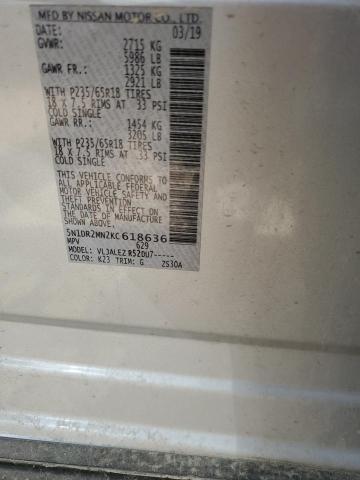 MFD BY NISSAN MOTOR CO., LTD.
DATE: 03/19
GVWR: 2715 KG
5986 LB
GAWR FR.: 1325 KG
2921 LB
WITH P235/65R18 TIRES
18 X 7.5 RIMS AT 33 PSI
COLD SINGLE
GAWR RR.: 1454 KG
3205 LB
WITH P235/65R18 TIRES
18 X 7.5 RIMS AT 33 PSI
COLD SINGLE
THIS VEHICLE CONFORMS TO
ALL APPLICABLE FEDERAL
MOTOR VEHICLE SAFETY AND
THEFT PREVENTION STANDARDS
IN EFFECT ON THE DATE OF
MANUFACTURE SHOWN ABOVE.
5N1DR2MN2KC618636
MPV 629
MODEL: VLJALEZ R52UU7-----
COLOR: K23 TRIM: G ZS30A